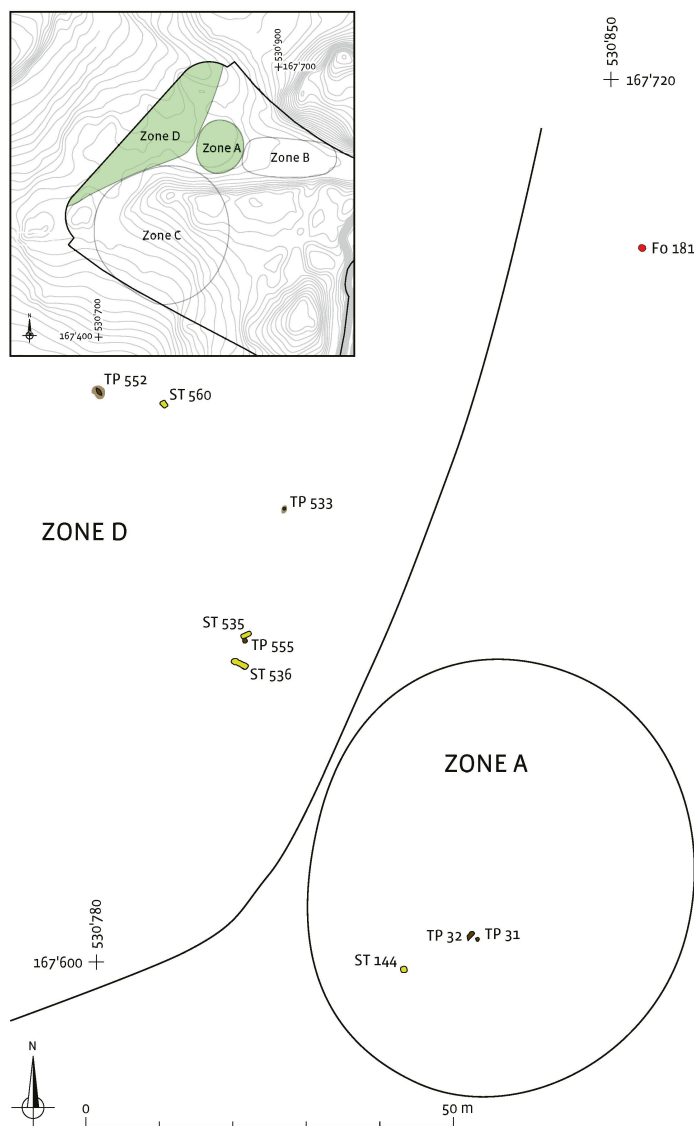 530'900
167'700
Zone D
Zone A
Zone B
Zone C
N
167'400
530'700
530'850
167'720
Fo 181
TP 552
ST 560
TP 533
ZONE D
ST 535
TP 555
ST 536
ZONE A
TP 32
TP 31
ST 144
530'780
167'600
N
0
50 m